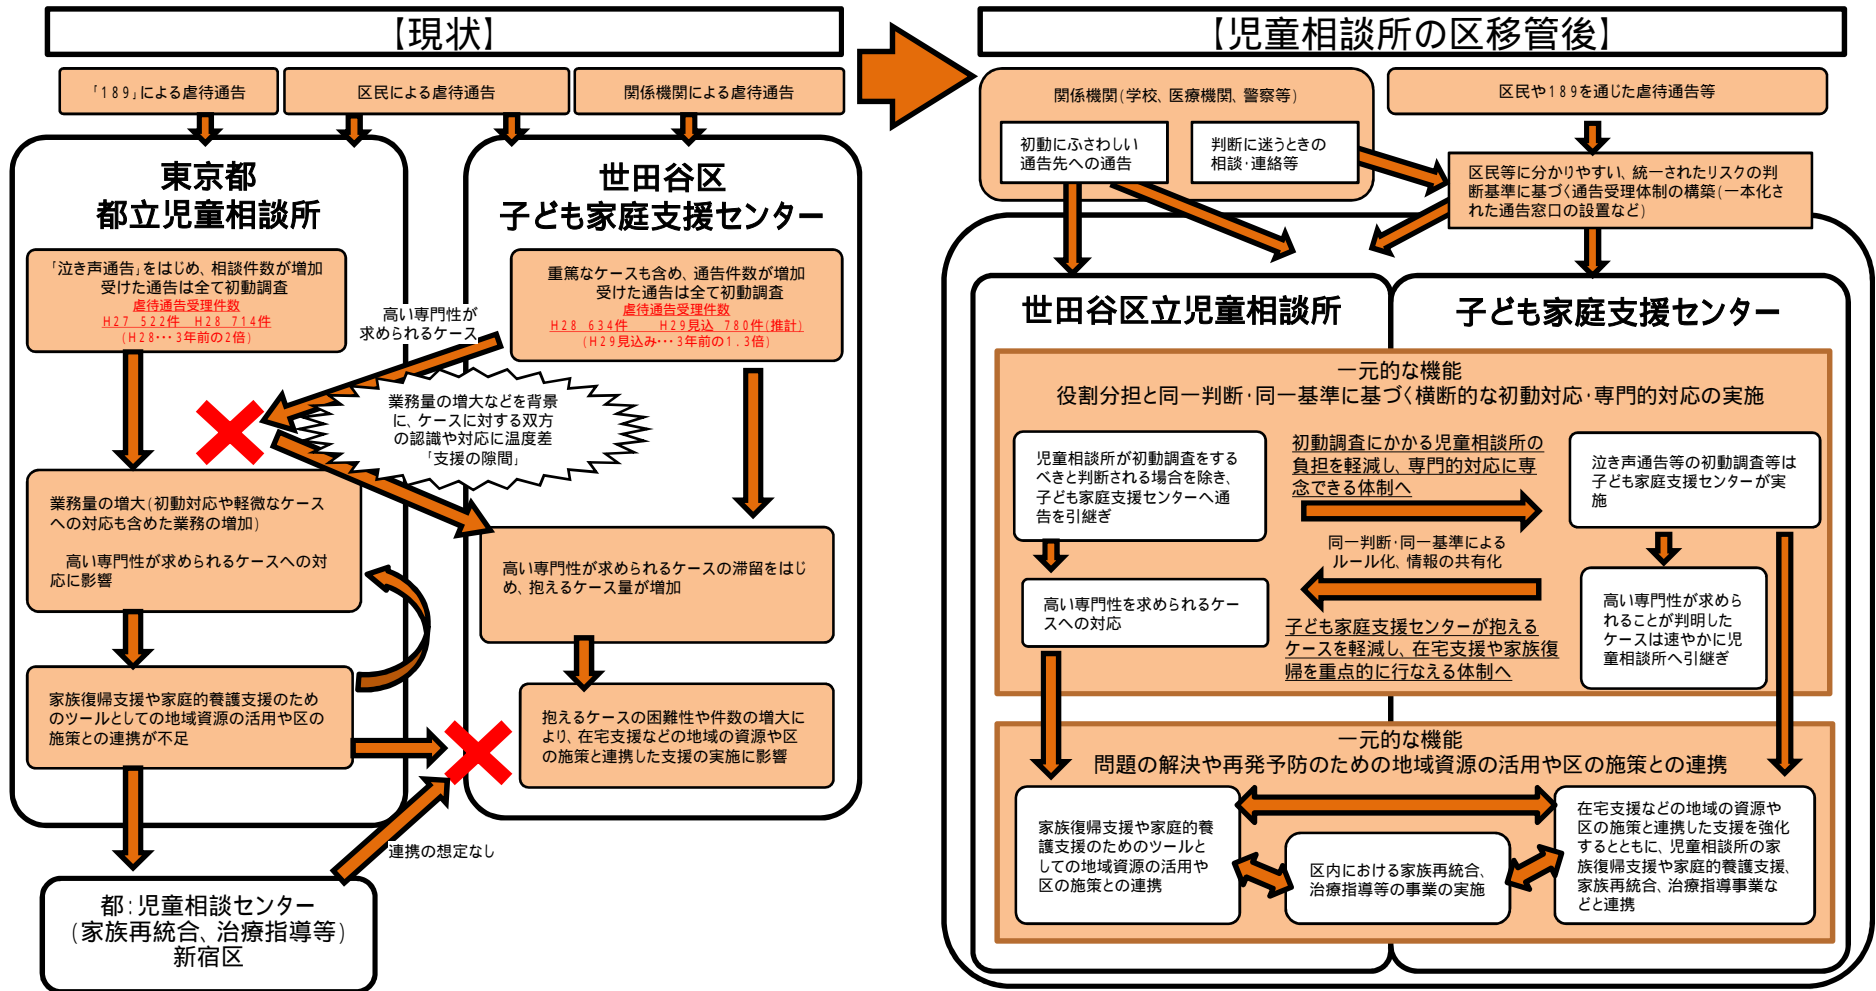 【現状】
「189」による虐待通告
区民による虐待通告
関係機関による虐待通告
東京都
都立児童相談所
「泣き声通告」をはじめ、相談件数が増加
受けた通告は全て初動調査
虐待通告受理件数
H27 522件 H28 714件
(H28・・・3年前の2倍)
世田谷区
子ども家庭支援センター
重篤なケースも含め、通告件数が増加
受けた通告は全て初動調査
虐待通告受理件数
H28 634件 H29見込 780件(推計)
(H29見込み・・・3年前の1.3倍)
高い専門性が
求められるケース
業務量の増大などを背景
に、ケースに対する双方
の認識や対応に温度差
「支援の隙間」
業務量の増大(初動対応や軽微なケース
への対応も含めた業務の増加)
高い専門性が求められるケースへの対
応に影響
高い専門性が求められるケースの滞留をはじ
め、抱えるケース量が増加
家族復帰支援や家庭的養護支援のため
のツールとしての地域資源の活用や区の
施策との連携が不足
抱えるケースの困難性や件数の増大に
より、在宅支援などの地域の資源や区
の施策と連携した支援の実施に影響
連携の想定なし
都:児童相談センター
(家族再統合、治療指導等)
新宿区
【児童相談所の区移管後】
関係機関(学校、医療機関、警察等)
初動にふさわしい
通告先への通告
判断に迷うときの
相談・連絡等
区民や189を通じた虐待通告等
区民等に分かりやすい、統一されたリスクの判
断基準に基づく通告受理体制の構築(一本化さ
れた通告窓口の設置など)
世田谷区立児童相談所
子ども家庭支援センター
一元的な機能
役割分担と同一判断・同一基準に基づく横断的な初動対応・専門的対応の実施
児童相談所が初動調査をする
べきと判断される場合を除き、
子ども家庭支援センターへ通
告を引継ぎ
初動調査にかかる児童相談所の
負担を軽減し、専門的対応に専
念できる体制へ
泣き声通告等の初動調査等は
子ども家庭支援センターが実
施
同一判断・同一基準による
ルール化、情報の共有化
高い専門性を求められるケー
スへの対応
子ども家庭支援センターが抱える
ケースを軽減し、在宅支援や家族復
帰を重点的に行なえる体制へ
高い専門性が求めら
れることが判明した
ケースは速やかに児
童相談所へ引継ぎ
一元的な機能
問題の解決や再発予防のための地域資源の活用や区の施策との連携
家族復帰支援や家庭的養
護支援のためのツールと
しての地域資源の活用や
区の施策との連携
区内における家族再統合、
治療指導等の事業の実施
在宅支援などの地域の資源や
区の施策と連携した支援を強化
するとともに、児童相談所の家
族復帰支援や家庭的養護支援、
家族再統合、治療指導事業な
どと連携